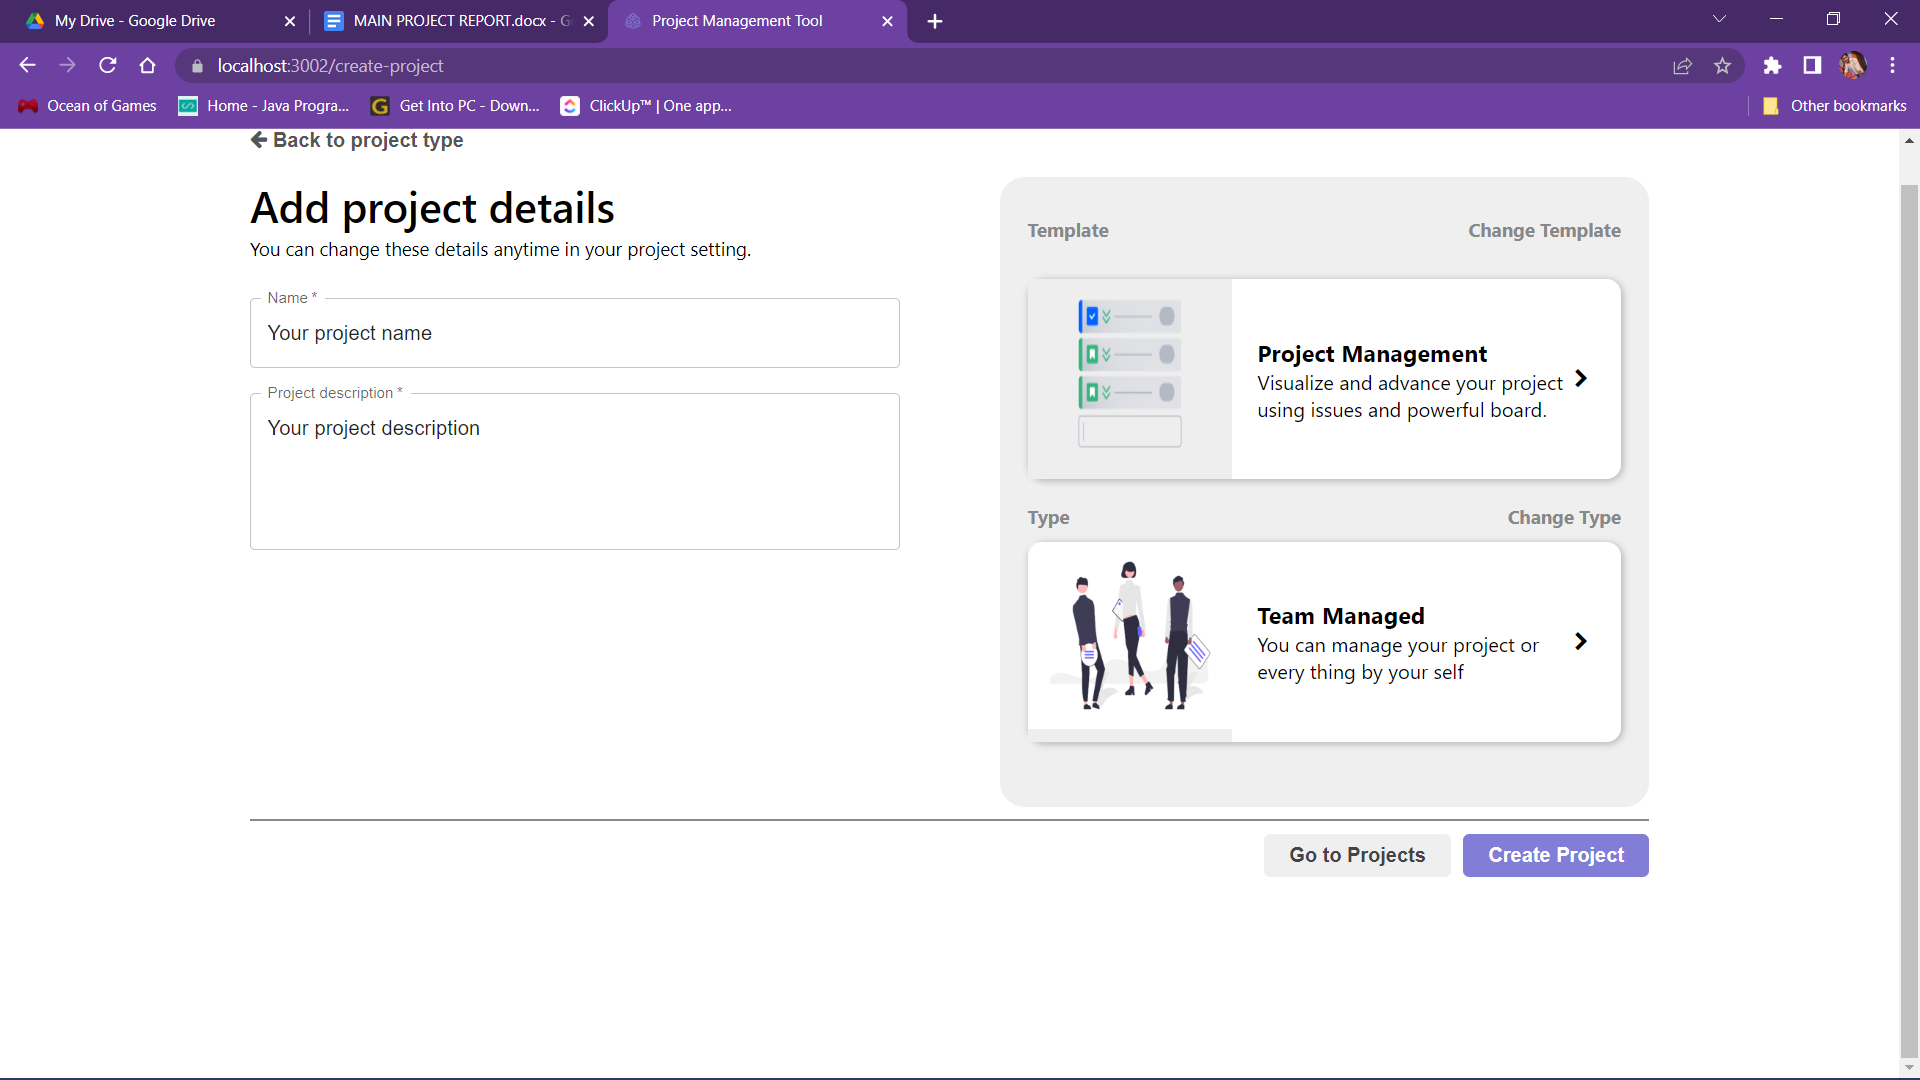 My Drive - Google Drive
MAIN PROJECT REPORT.docx - G
Project Management Tool
localhost:3002/create-project
Ocean of Games
Home - Java Progra...
Get Into PC - Down...
ClickUp™ | One app...
Other bookmarks
Back to project type
Add project details
You can change these details anytime in your project setting.
Name *
Your project name
Project description *
Your project description
Template
Change Template
Project Management
Visualize and advance your project
using issues and powerful board.
Type
Change Type
Team Managed
You can manage your project or
every thing by your self
Go to Projects
Create Project